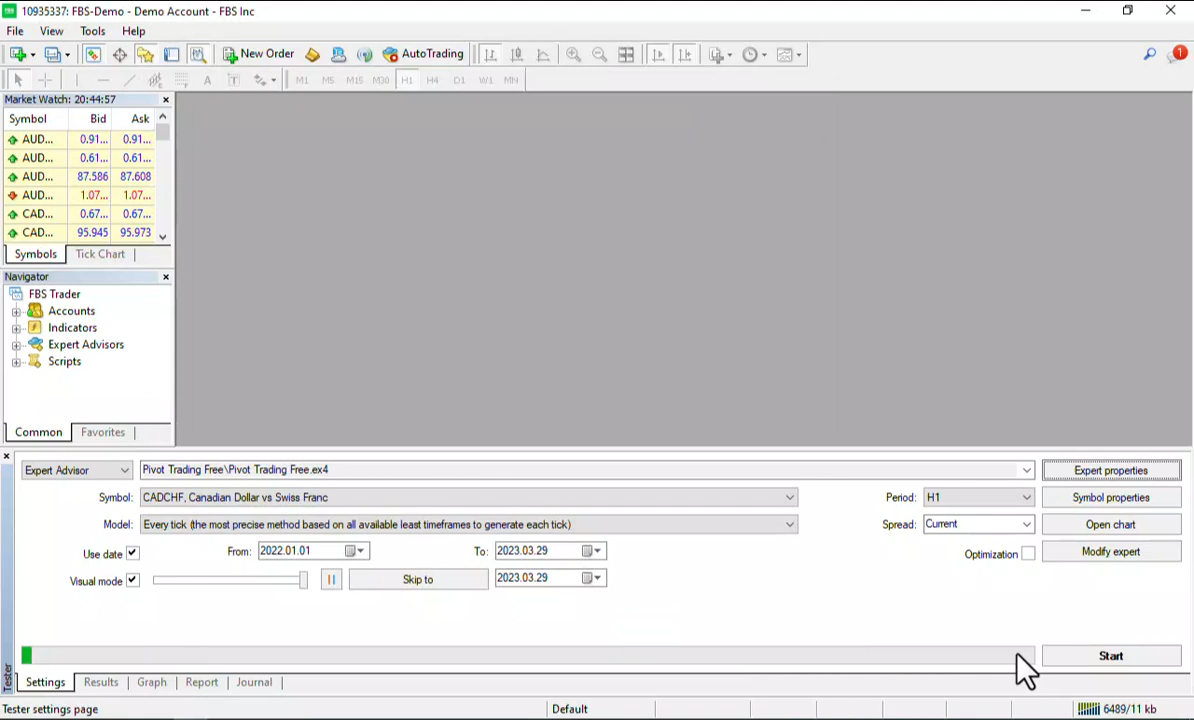 10935337: FBS-Demo - Demo Account - FBS Inc
File View Tools Help
New Order AutoTrading 1
A T M1 M5 M15 M30 H1 H4 D1 W1 MN
Market Watch: 20:44:57
Symbol Bid Ask
AUD... 0.91... 0.91...
AUD... 0.61... 0.61...
AUD... 87.586 87.608
AUD... 1.07... 1.07...
CAD... 0.67... 0.67...
CAD... 95.945 95.973
Symbols Tick Chart
Navigator
FBS Trader
Accounts
Indicators
Expert Advisors
Scripts
Common Favorites
Expert Advisor Pivot Trading Free\Pivot Trading Free.ex4 Expert properties
Symbol: CADCHF, Canadian Dollar vs Swiss Franc Period: H1 Symbol properties
Model: Every tick (the most precise method based on all available least timeframes to generate each tick) Spread: Current Open chart
Use date From: 2022.01.01 To: 2023.03.29 Optimization Modify expert
Visual mode Skip to 2023.03.29
Start
Tester
Settings Results Graph Report Journal
Tester settings page Default 6489/11 kb